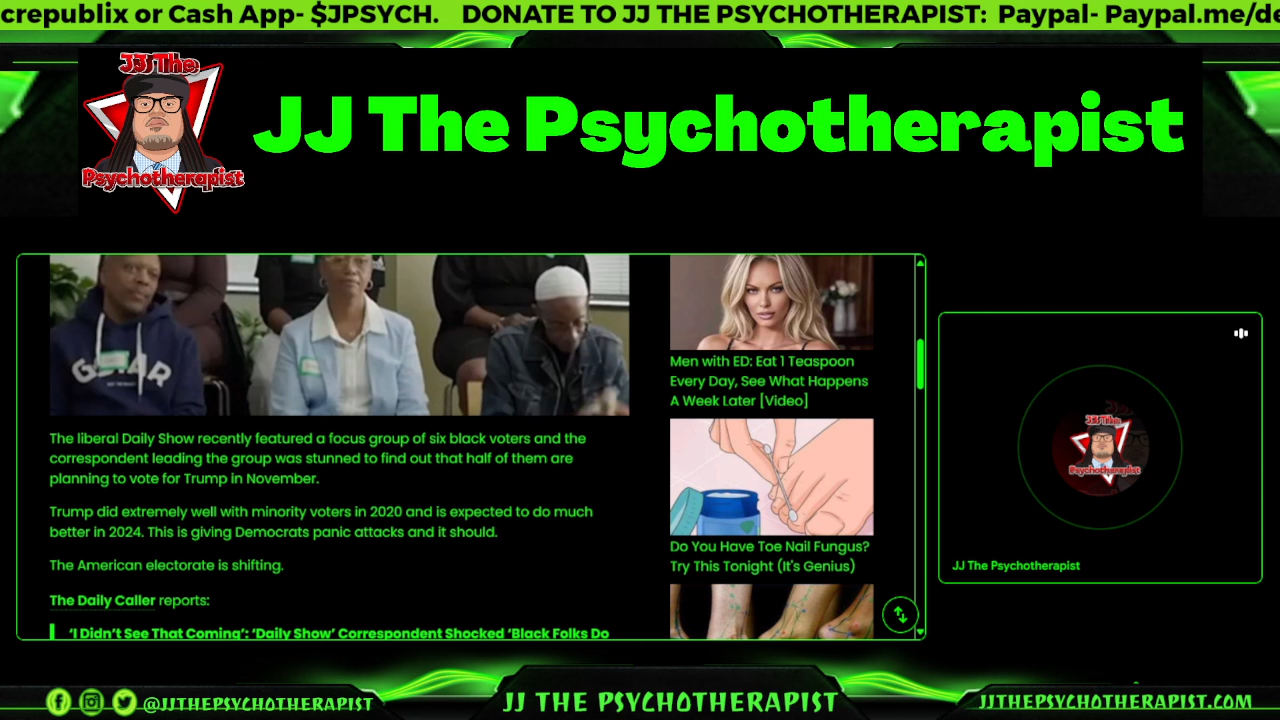 crepublix or Cash App- $JPSYCH. DONATE TO JJ THE PSYCHOTHERAPIST: Paypal- Paypal.me/d
JJ The
Psychotherapist
JJ The Psychotherapist
The liberal Daily Show recently featured a focus group of six black voters and the
correspondent leading the group was stunned to find out that half of them are
planning to vote for Trump in November.
Trump did extremely well with minority voters in 2020 and is expected to do much
better in 2024. This is giving Democrats panic attacks and it should.
The American electorate is shifting.
The Daily Caller reports:
‘I Didn’t See That Coming’: ‘Daily Show’ Correspondent Shocked ‘Black Folks Do
Men with ED: Eat 1 Teaspoon
Every Day, See What Happens
A Week Later [Video]
Do You Have Toe Nail Fungus?
Try This Tonight (It's Genius)
JJ The
Psychotherapist
JJ The Psychotherapist
@JJTHEPSYCHOTHERAPIST
JJ THE PSYCHOTHERAPIST
JJTHEPSYCHOTHERAPIST.COM